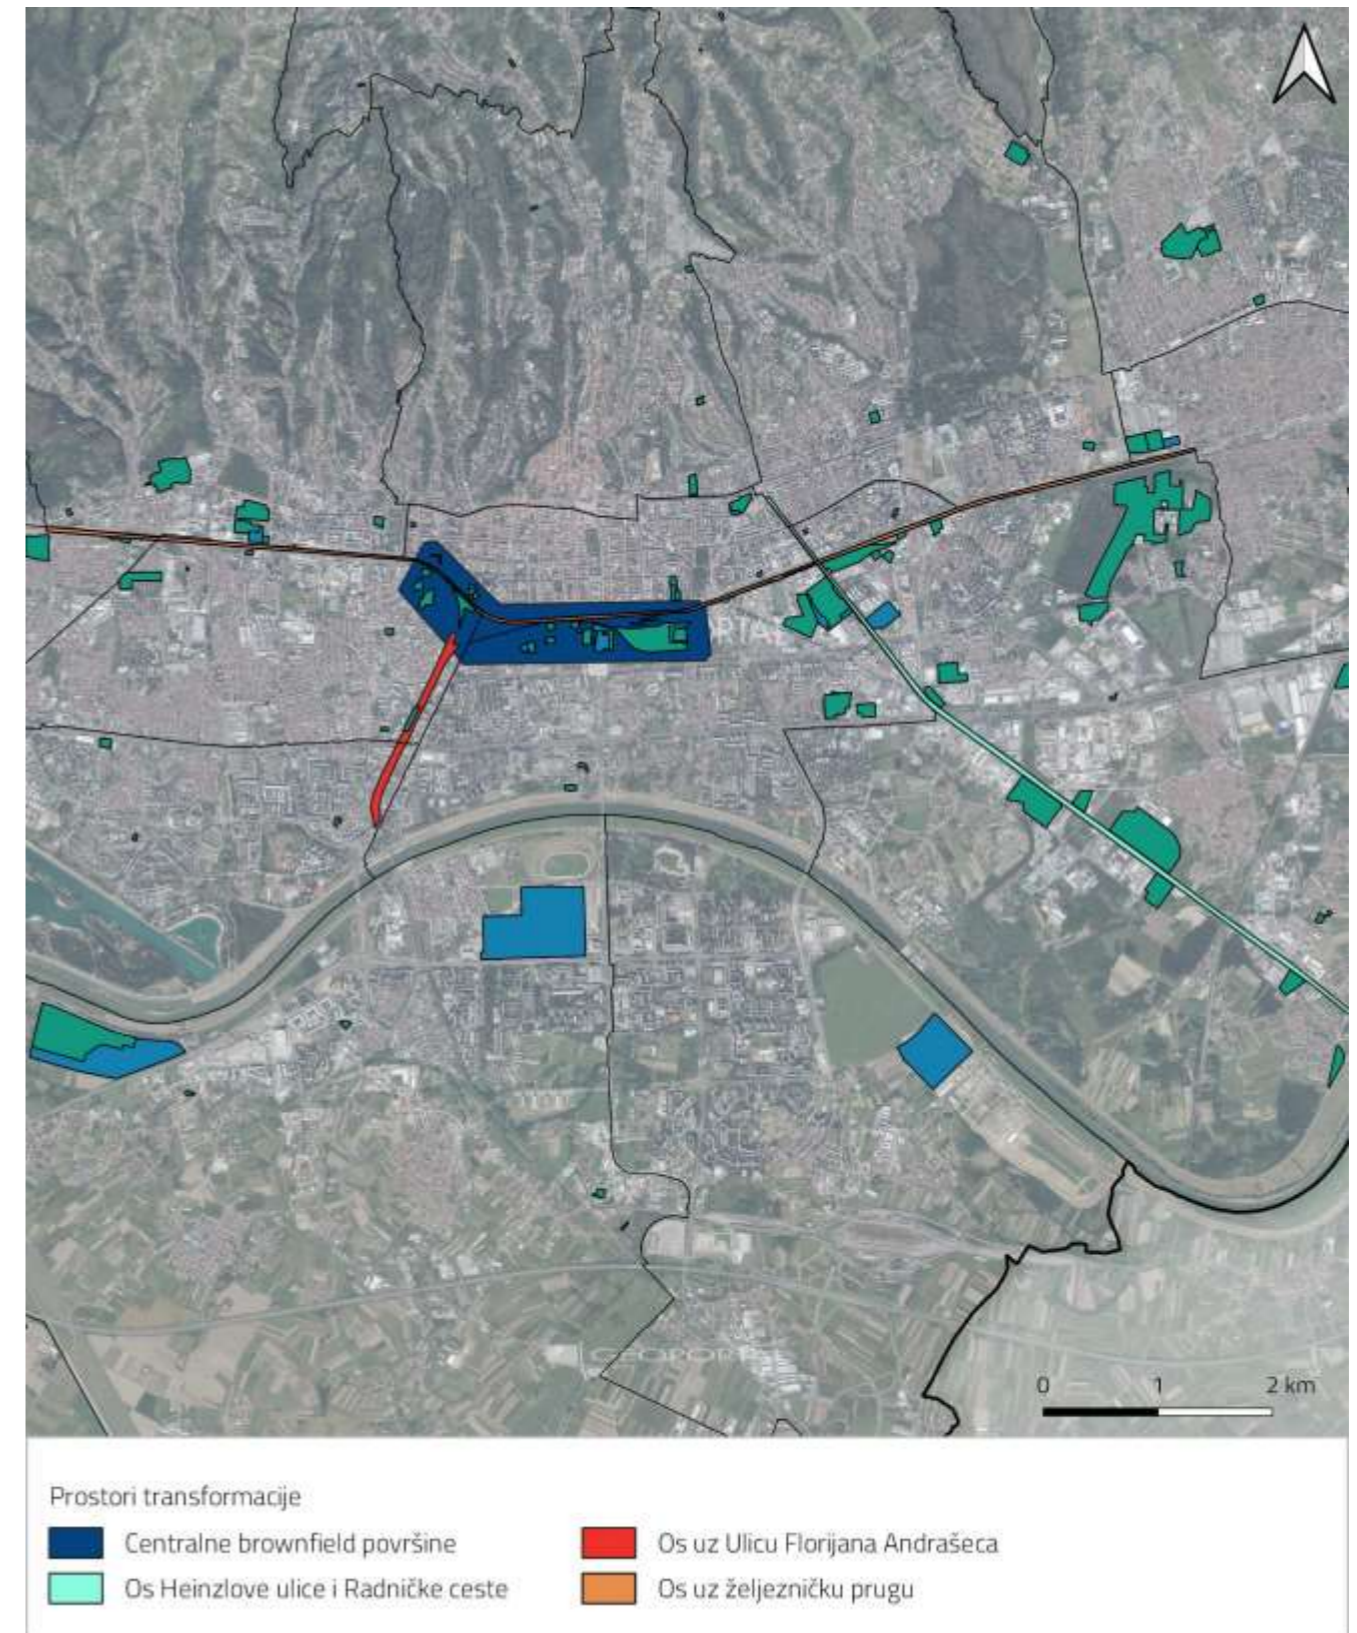 0 1 2 km
Prostori transformacije
Centralne brownfield površine
Os uz Ulicu Florijana Andrašeca
Os Heinzlove ulice i Radničke ceste
Os uz željezničku prugu